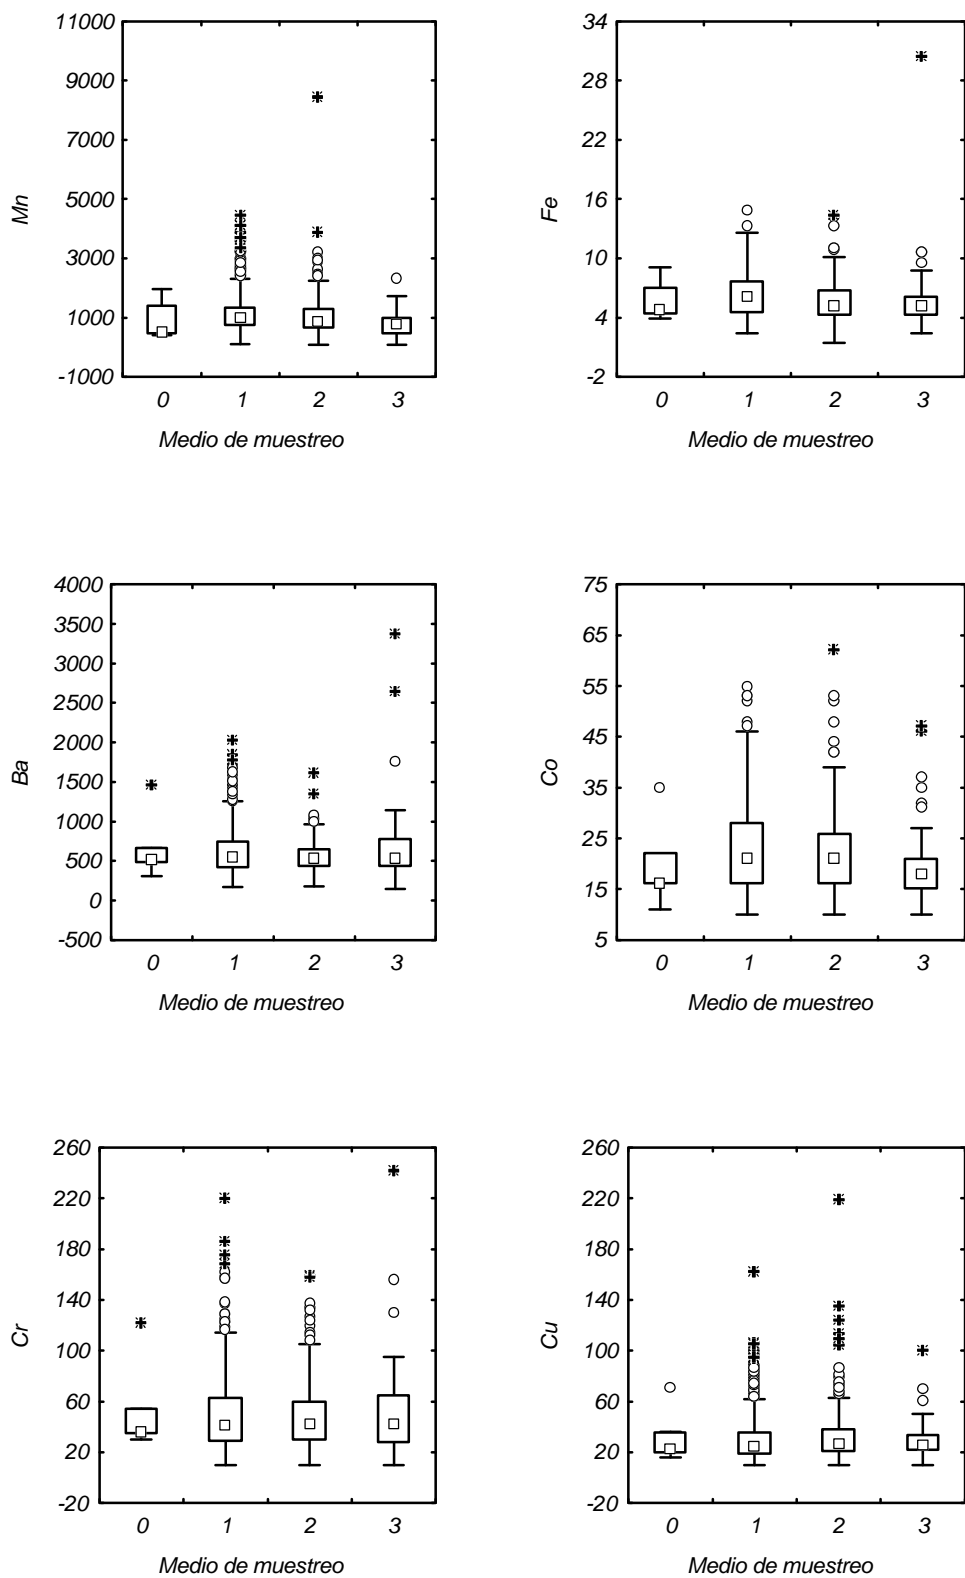 11000
9000
7000
5000
3000
1000
-1000
Mn
0 1 2 3
Medio de muestreo
34
28
22
16
10
4
-2
Fe
0 1 2 3
Medio de muestreo
4000
3500
3000
2500
2000
1500
1000
500
0
-500
Ba
0 1 2 3
Medio de muestreo
75
65
55
45
35
25
15
5
Co
0 1 2 3
Medio de muestreo
260
220
180
140
100
60
20
-20
Cr
0 1 2 3
Medio de muestreo
260
220
180
140
100
60
20
-20
Cu
0 1 2 3
Medio de muestreo